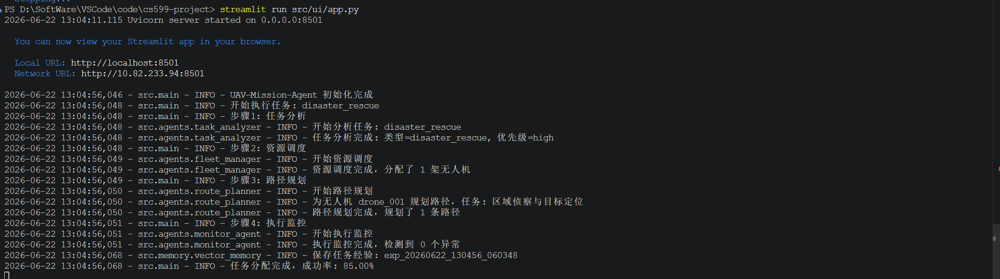 Stopping...
PS D:\SoftWare\VSCode\code\cs599-project> streamlit run src/ui/app.py
2026-06-22 13:04:11.115 Uvicorn server started on 0.0.0.0:8501
You can now view your Streamlit app in your browser.
Local URL: http://localhost:8501
Network URL: http://10.82.233.94:8501
2026-06-22 13:04:56,046 - src.main - INFO - UAV-Mission-Agent 初始化完成
2026-06-22 13:04:56,048 - src.main - INFO - 开始执行任务: disaster_rescue
2026-06-22 13:04:56,048 - src.main - INFO - 步骤1: 任务分析
2026-06-22 13:04:56,048 - src.agents.task_analyzer - INFO - 开始分析任务: disaster_rescue
2026-06-22 13:04:56,048 - src.agents.task_analyzer - INFO - 任务分析完成: 类型=disaster_rescue, 优先级=high
2026-06-22 13:04:56,048 - src.main - INFO - 步骤2: 资源调度
2026-06-22 13:04:56,049 - src.agents.fleet_manager - INFO - 开始资源调度
2026-06-22 13:04:56,049 - src.agents.fleet_manager - INFO - 资源调度完成，分配了 1 架无人机
2026-06-22 13:04:56,049 - src.main - INFO - 步骤3: 路径规划
2026-06-22 13:04:56,050 - src.agents.route_planner - INFO - 开始路径规划
2026-06-22 13:04:56,050 - src.agents.route_planner - INFO - 为无人机 drone_001 规划路径，任务: 区域侦察与目标定位
2026-06-22 13:04:56,050 - src.agents.route_planner - INFO - 路径规划完成，规划了 1 条路径
2026-06-22 13:04:56,051 - src.main - INFO - 步骤4: 执行监控
2026-06-22 13:04:56,051 - src.agents.monitor_agent - INFO - 开始执行监控
2026-06-22 13:04:56,051 - src.agents.monitor_agent - INFO - 执行监控完成，检测到 0 个异常
2026-06-22 13:04:56,068 - src.memory.vector_memory - INFO - 保存任务经验: exp_20260622_130456_060348
2026-06-22 13:04:56,068 - src.main - INFO - 任务分配完成，成功率: 85.00%